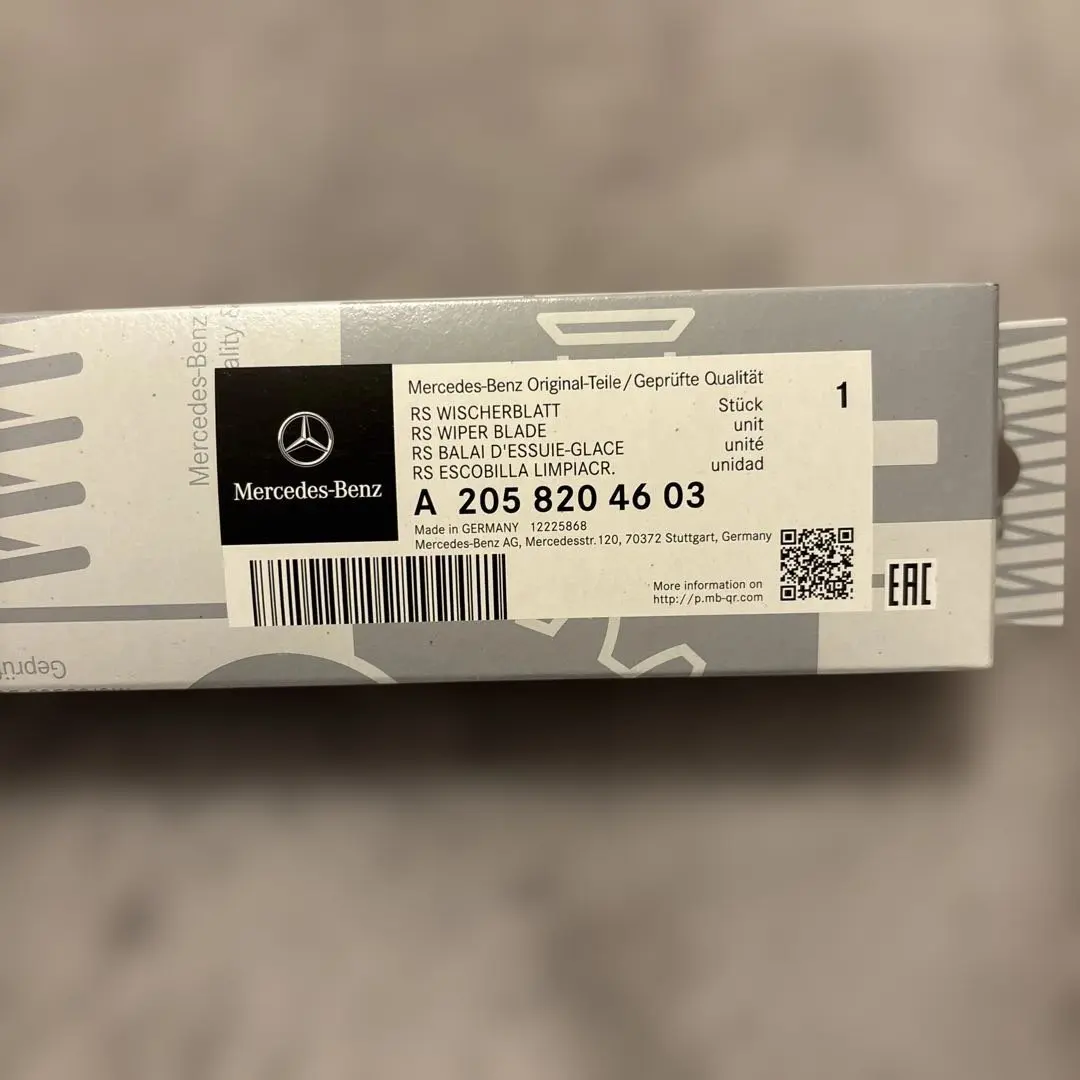 Mercedes-Benz
ality &
Mercedes-Benz
Mercedes-Benz Original-Teile/Geprüfte Qualität
1
RS WISCHERBLATT Stück
RS WIPER BLADE unit
RS BALAI D'ESSUIE-GLACE unité
RS ESCOBILLA LIMPIACR. unidad
A 205 820 46 03
Made in GERMANY 12225868
Mercedes-Benz AG, Mercedesstr.120, 70372 Stuttgart, Germany
More information on
http://p.mb-qr.com
EAC
Geprüf